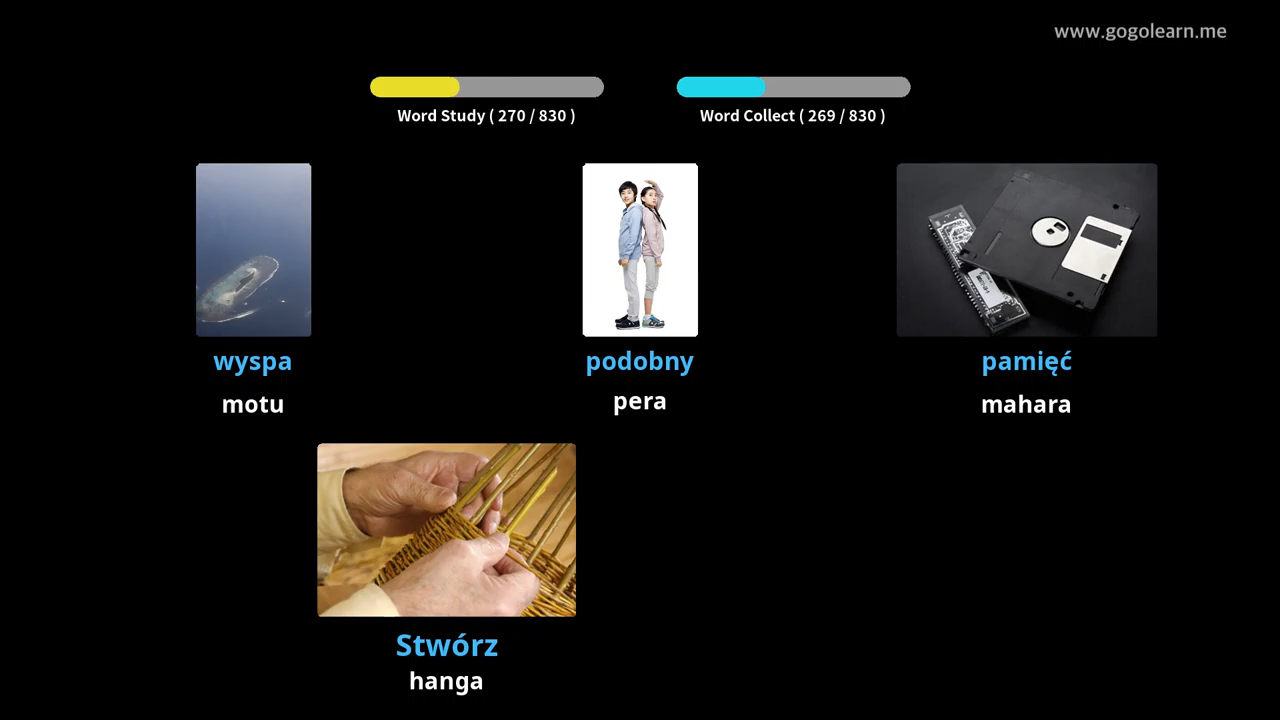 www.gogolearn.me
Word Study ( 270 / 830 )
Word Collect ( 269 / 830 )
wyspa
motu
podobny
pera
pamięć
mahara
Stwórz
hanga